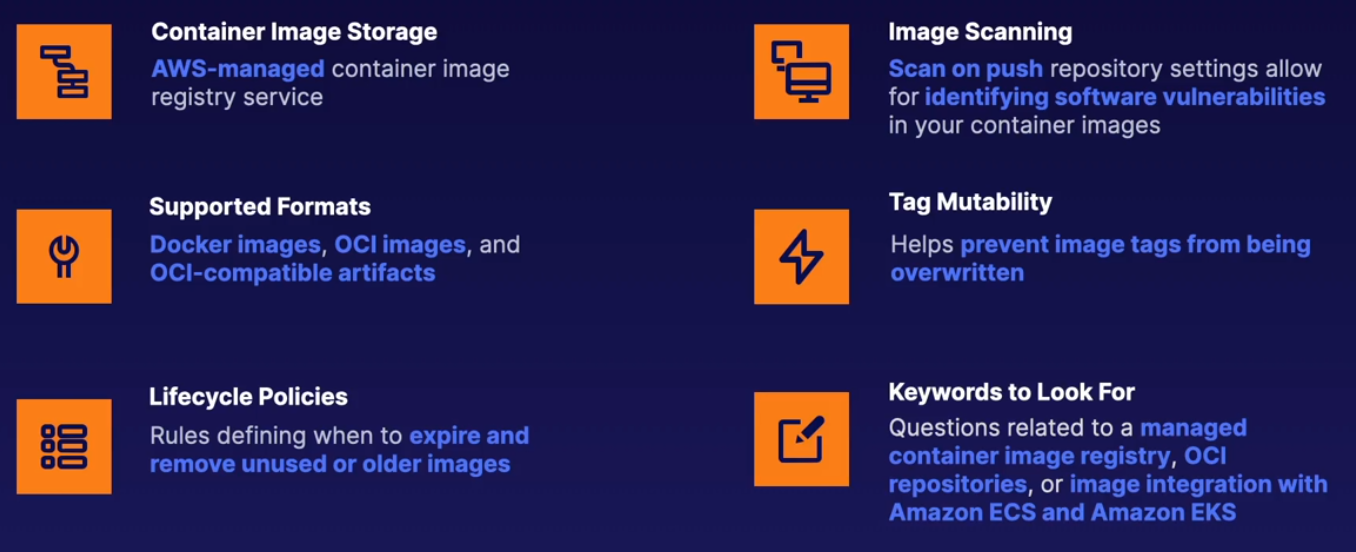 Container Image Storage
AWS-managed container image
registry service
Image Scanning
Scan on push repository settings allow
for identifying software vulnerabilities
in your container images
Supported Formats
Docker images, OCI images, and
OCI-compatible artifacts
Tag Mutability
Helps prevent image tags from being
overwritten
Lifecycle Policies
Rules defining when to expire and
remove unused or older images
Keywords to Look For
Questions related to a managed
container image registry, OCI
repositories, or image integration with
Amazon ECS and Amazon EKS